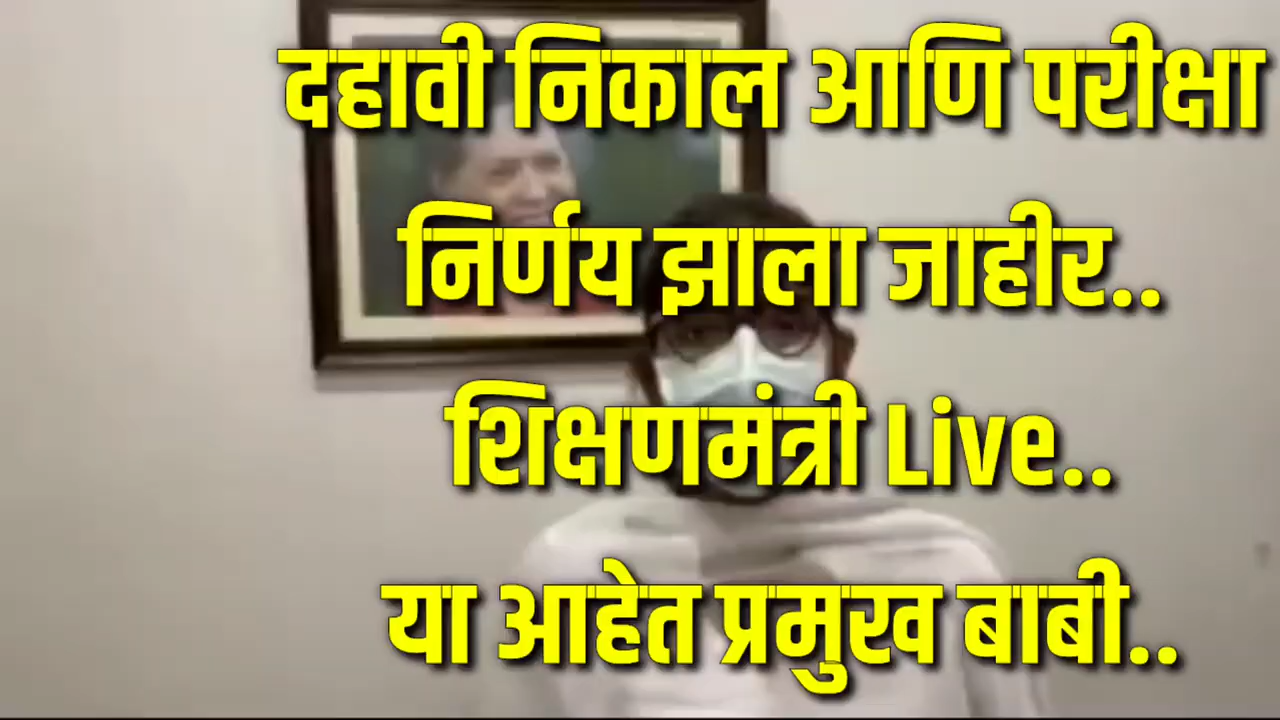 दहावी निकाल आणि परीक्षा
निर्णय झाला जाहीर..
शिक्षणमंत्री Live..
या आहेत प्रमुख बाबी..